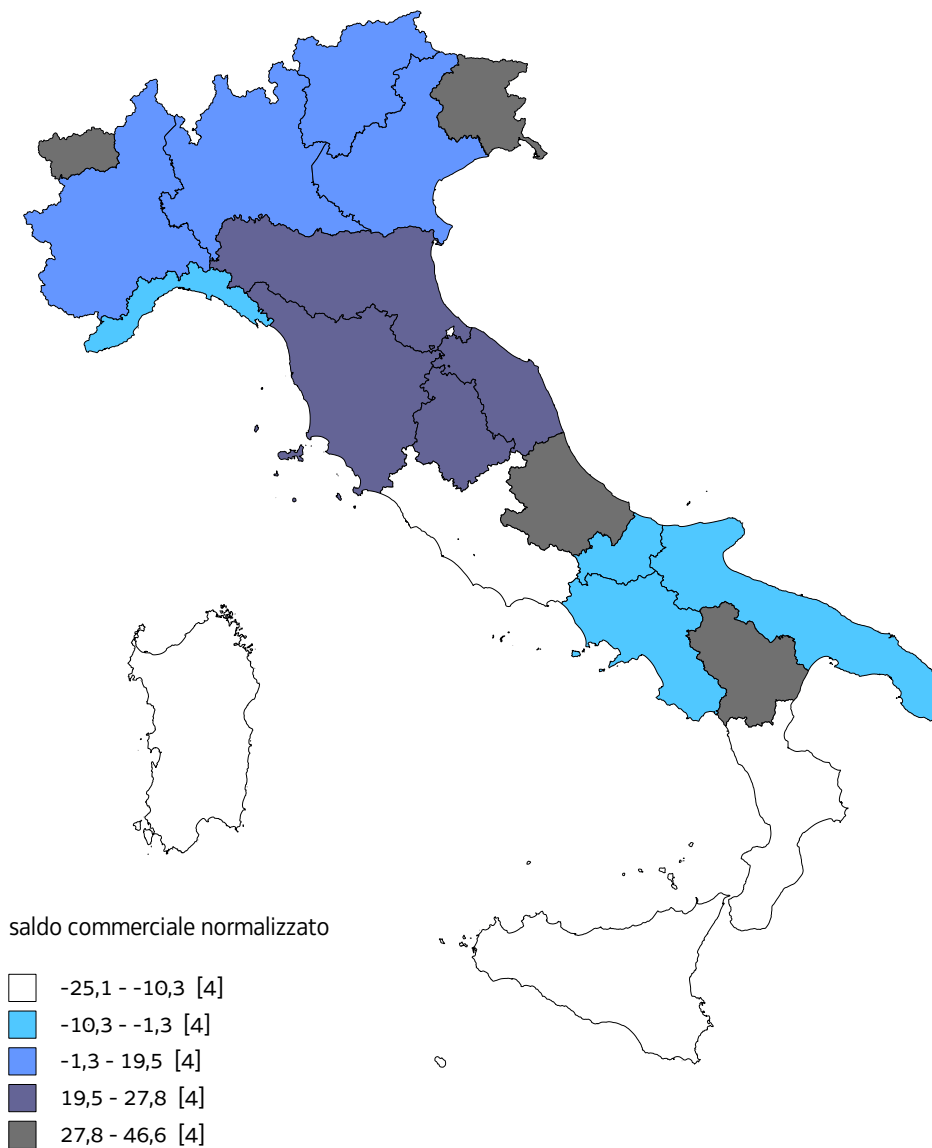 saldo commerciale normalizzato
-25,1 - -10,3 [4]
-10,3 - -1,3 [4]
-1,3 - 19,5 [4]
19,5 - 27,8 [4]
27,8 - 46,6 [4]